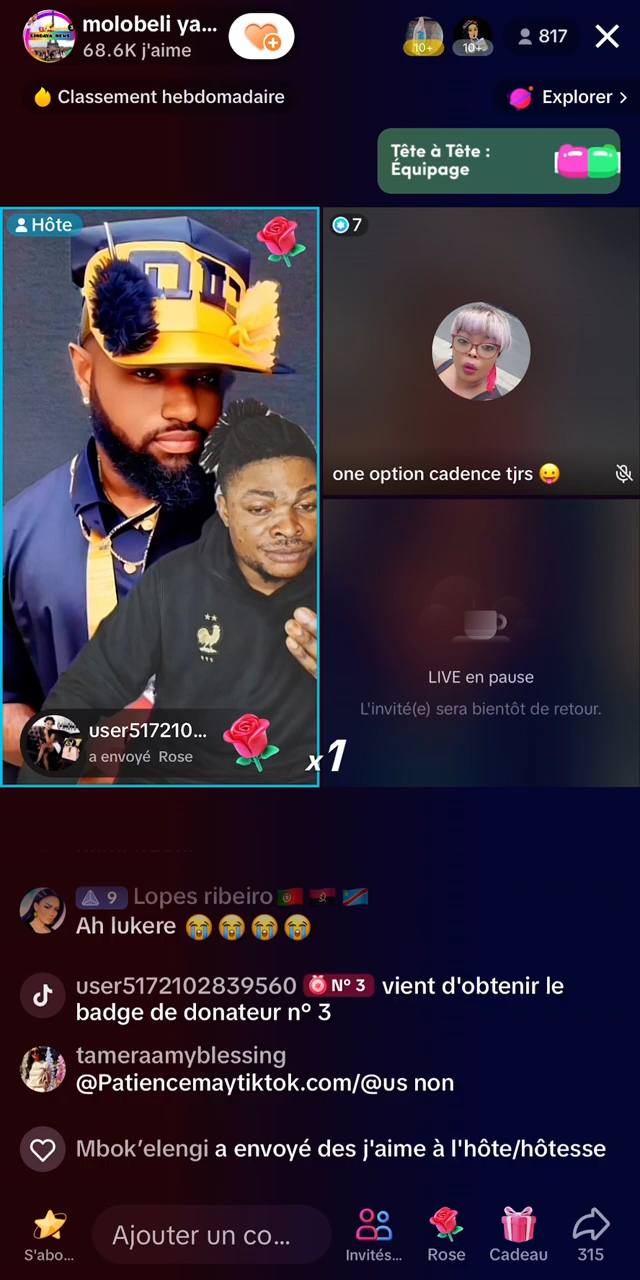 molobeli ya...
68.6K j'aime
10+
10+
817
Classement hebdomadaire
Explorer >
Tête à Tête :
Équipage
Hôte
7
one option cadence tjrs 😛
LIVE en pause
L'invité(e) sera bientôt de retour.
user517210...
a envoyé Rose
x1
9 Lopes ribeiro🇵🇹 🇦🇴 🇨🇩
Ah lukere 😭😭😭😭
user5172102839560 N° 3 vient d'obtenir le
badge de donateur n° 3
tameraamyblessing
@Patiencemaytiktok.com/@us non
Mbok’elengi a envoyé des j'aime à l'hôte/hôtesse
S'abo...
Ajouter un co...
Invités...
Rose
Cadeau
315